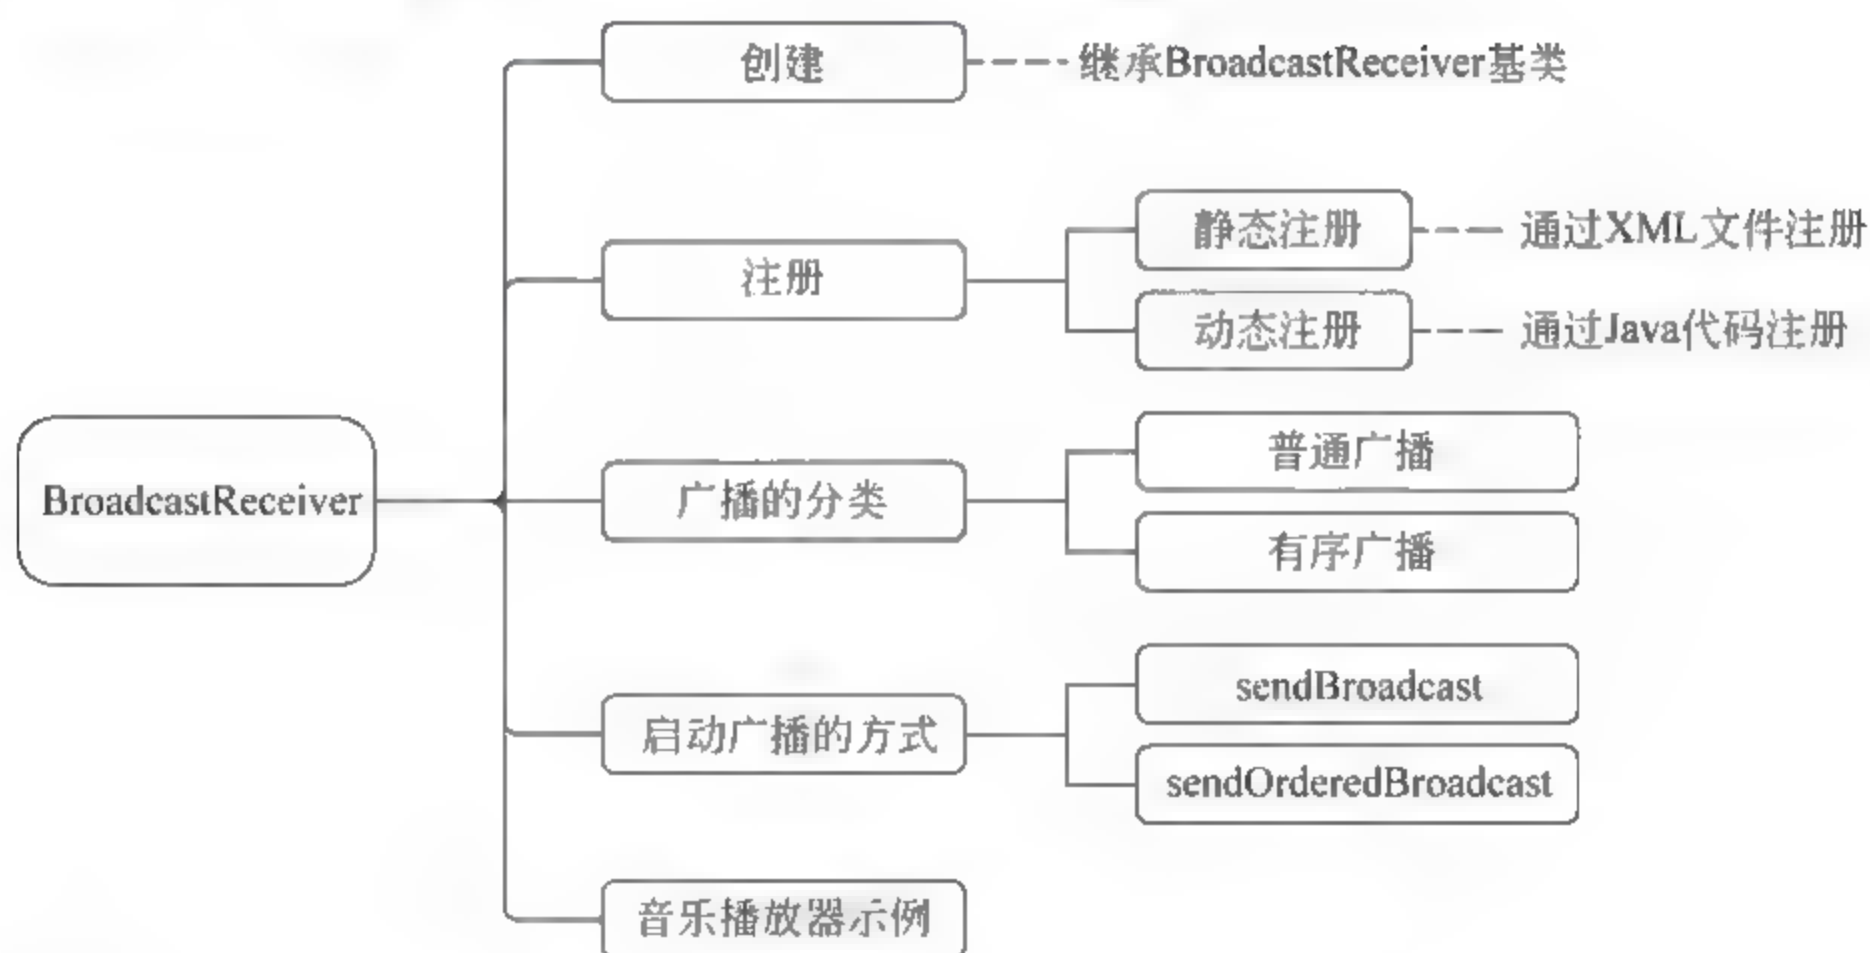 创建
继承BroadcastReceiver基类
静态注册
通过XML文件注册
注册
动态注册
通过Java代码注册
普通广播
BroadcastReceiver
广播的分类
有序广播
sendBroadcast
启动广播的方式
sendOrderedBroadcast
音乐播放器示例